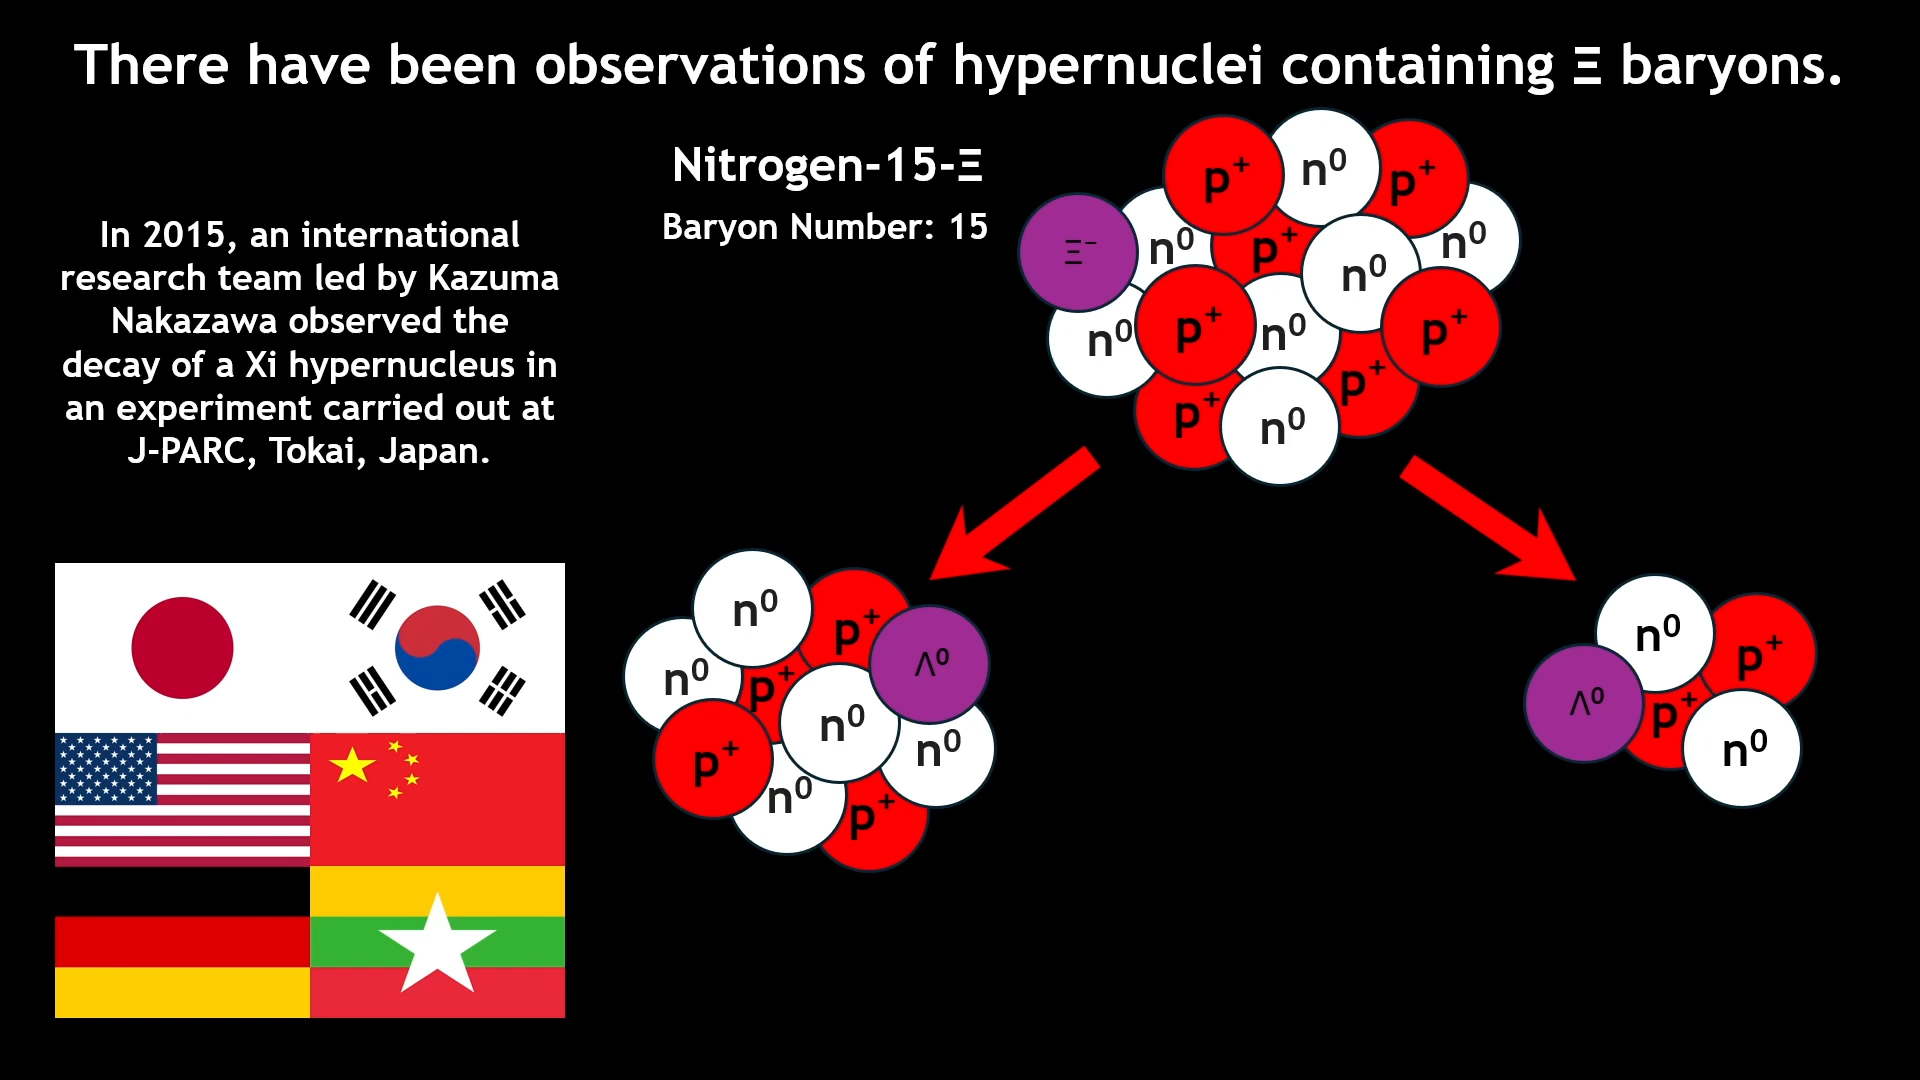 There have been observations of hypernuclei containing Ξ baryons.
Nitrogen-15-Ξ
Baryon Number: 15
In 2015, an international
research team led by Kazuma
Nakazawa observed the
decay of a Xi hypernucleus in
an experiment carried out at
J-PARC, Tokai, Japan.
p⁺
n⁰
p⁺
Ξ⁻
n⁰
p⁺
n⁰
n⁰
n⁰
p⁺
n⁰
p⁺
p⁺
p⁺
n⁰
p⁺
n⁰
p⁺
Λ⁰
n⁰
p⁺
n⁰
n⁰
p⁺
n⁰
p⁺
n⁰
p⁺
Λ⁰
p⁺
n⁰